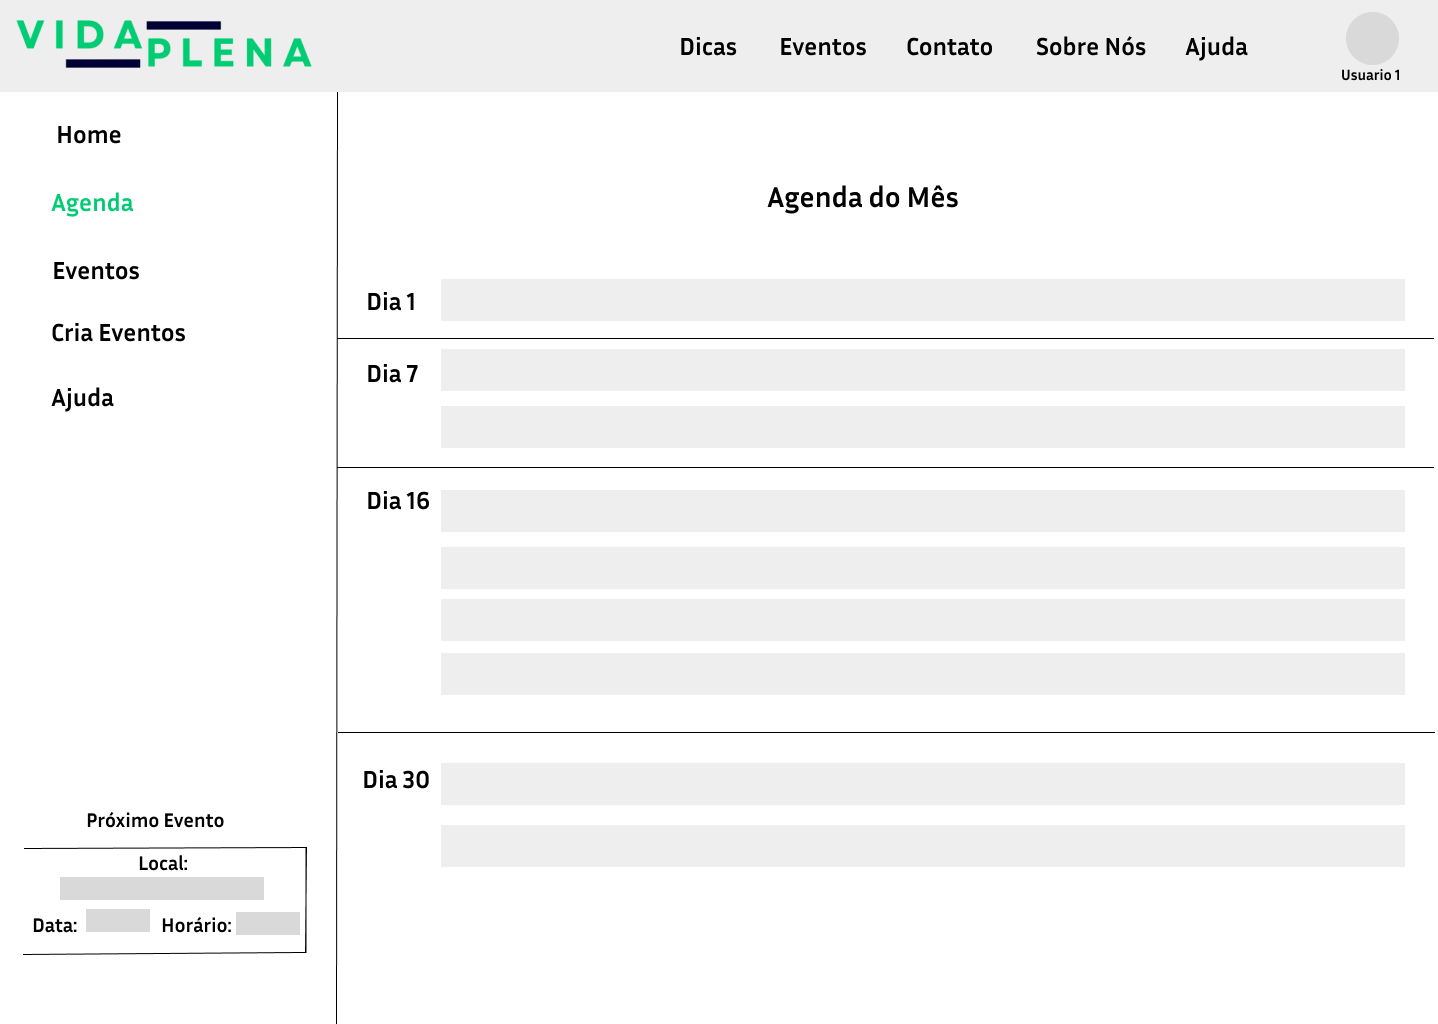 VIDA PLENA
Dicas Eventos Contato Sobre Nós Ajuda
Usuario 1
Home
Agenda
Eventos
Cria Eventos
Ajuda
Agenda do Mês
Dia 1
Dia 7
Dia 16
Dia 30
Próximo Evento
Local:
Data: Horário: